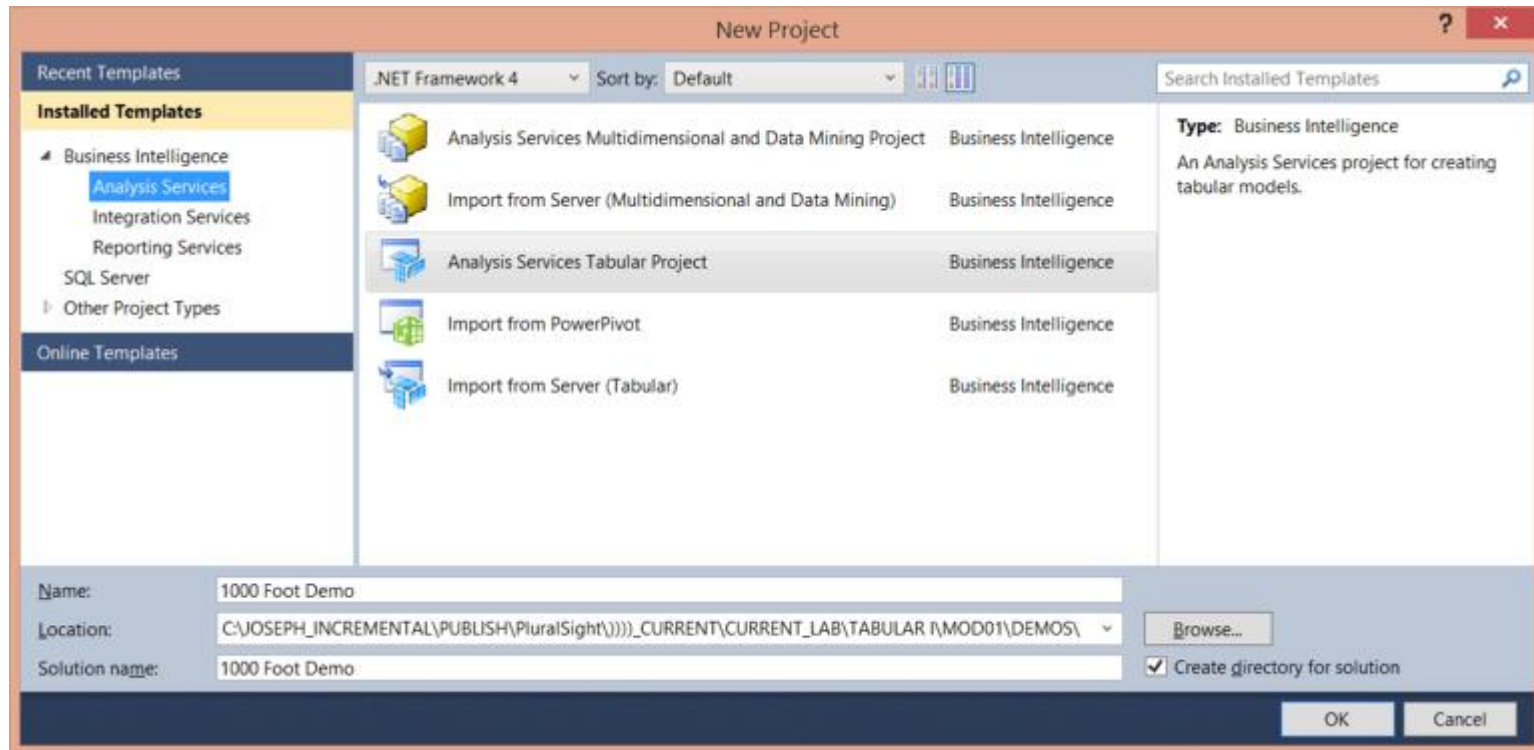 New Project
?
Recent Templates
.NET Framework 4 Sort by: Default
Search Installed Templates
Installed Templates
Business Intelligence
Analysis Services
Integration Services
Reporting Services
SQL Server
Other Project Types
Online Templates
Analysis Services Multidimensional and Data Mining Project Business Intelligence
Import from Server (Multidimensional and Data Mining) Business Intelligence
Analysis Services Tabular Project Business Intelligence
Import from PowerPivot Business Intelligence
Import from Server (Tabular) Business Intelligence
Type: Business Intelligence
An Analysis Services project for creating
tabular models.
Name: 1000 Foot Demo
Location: C:\JOSEPH_INCREMENTAL\PUBLISH\PluralSight\))))_CURRENT\CURRENT_LAB\TABULAR I\MOD01\DEMOS\ Browse...
Solution name: 1000 Foot Demo Create directory for solution
OK Cancel